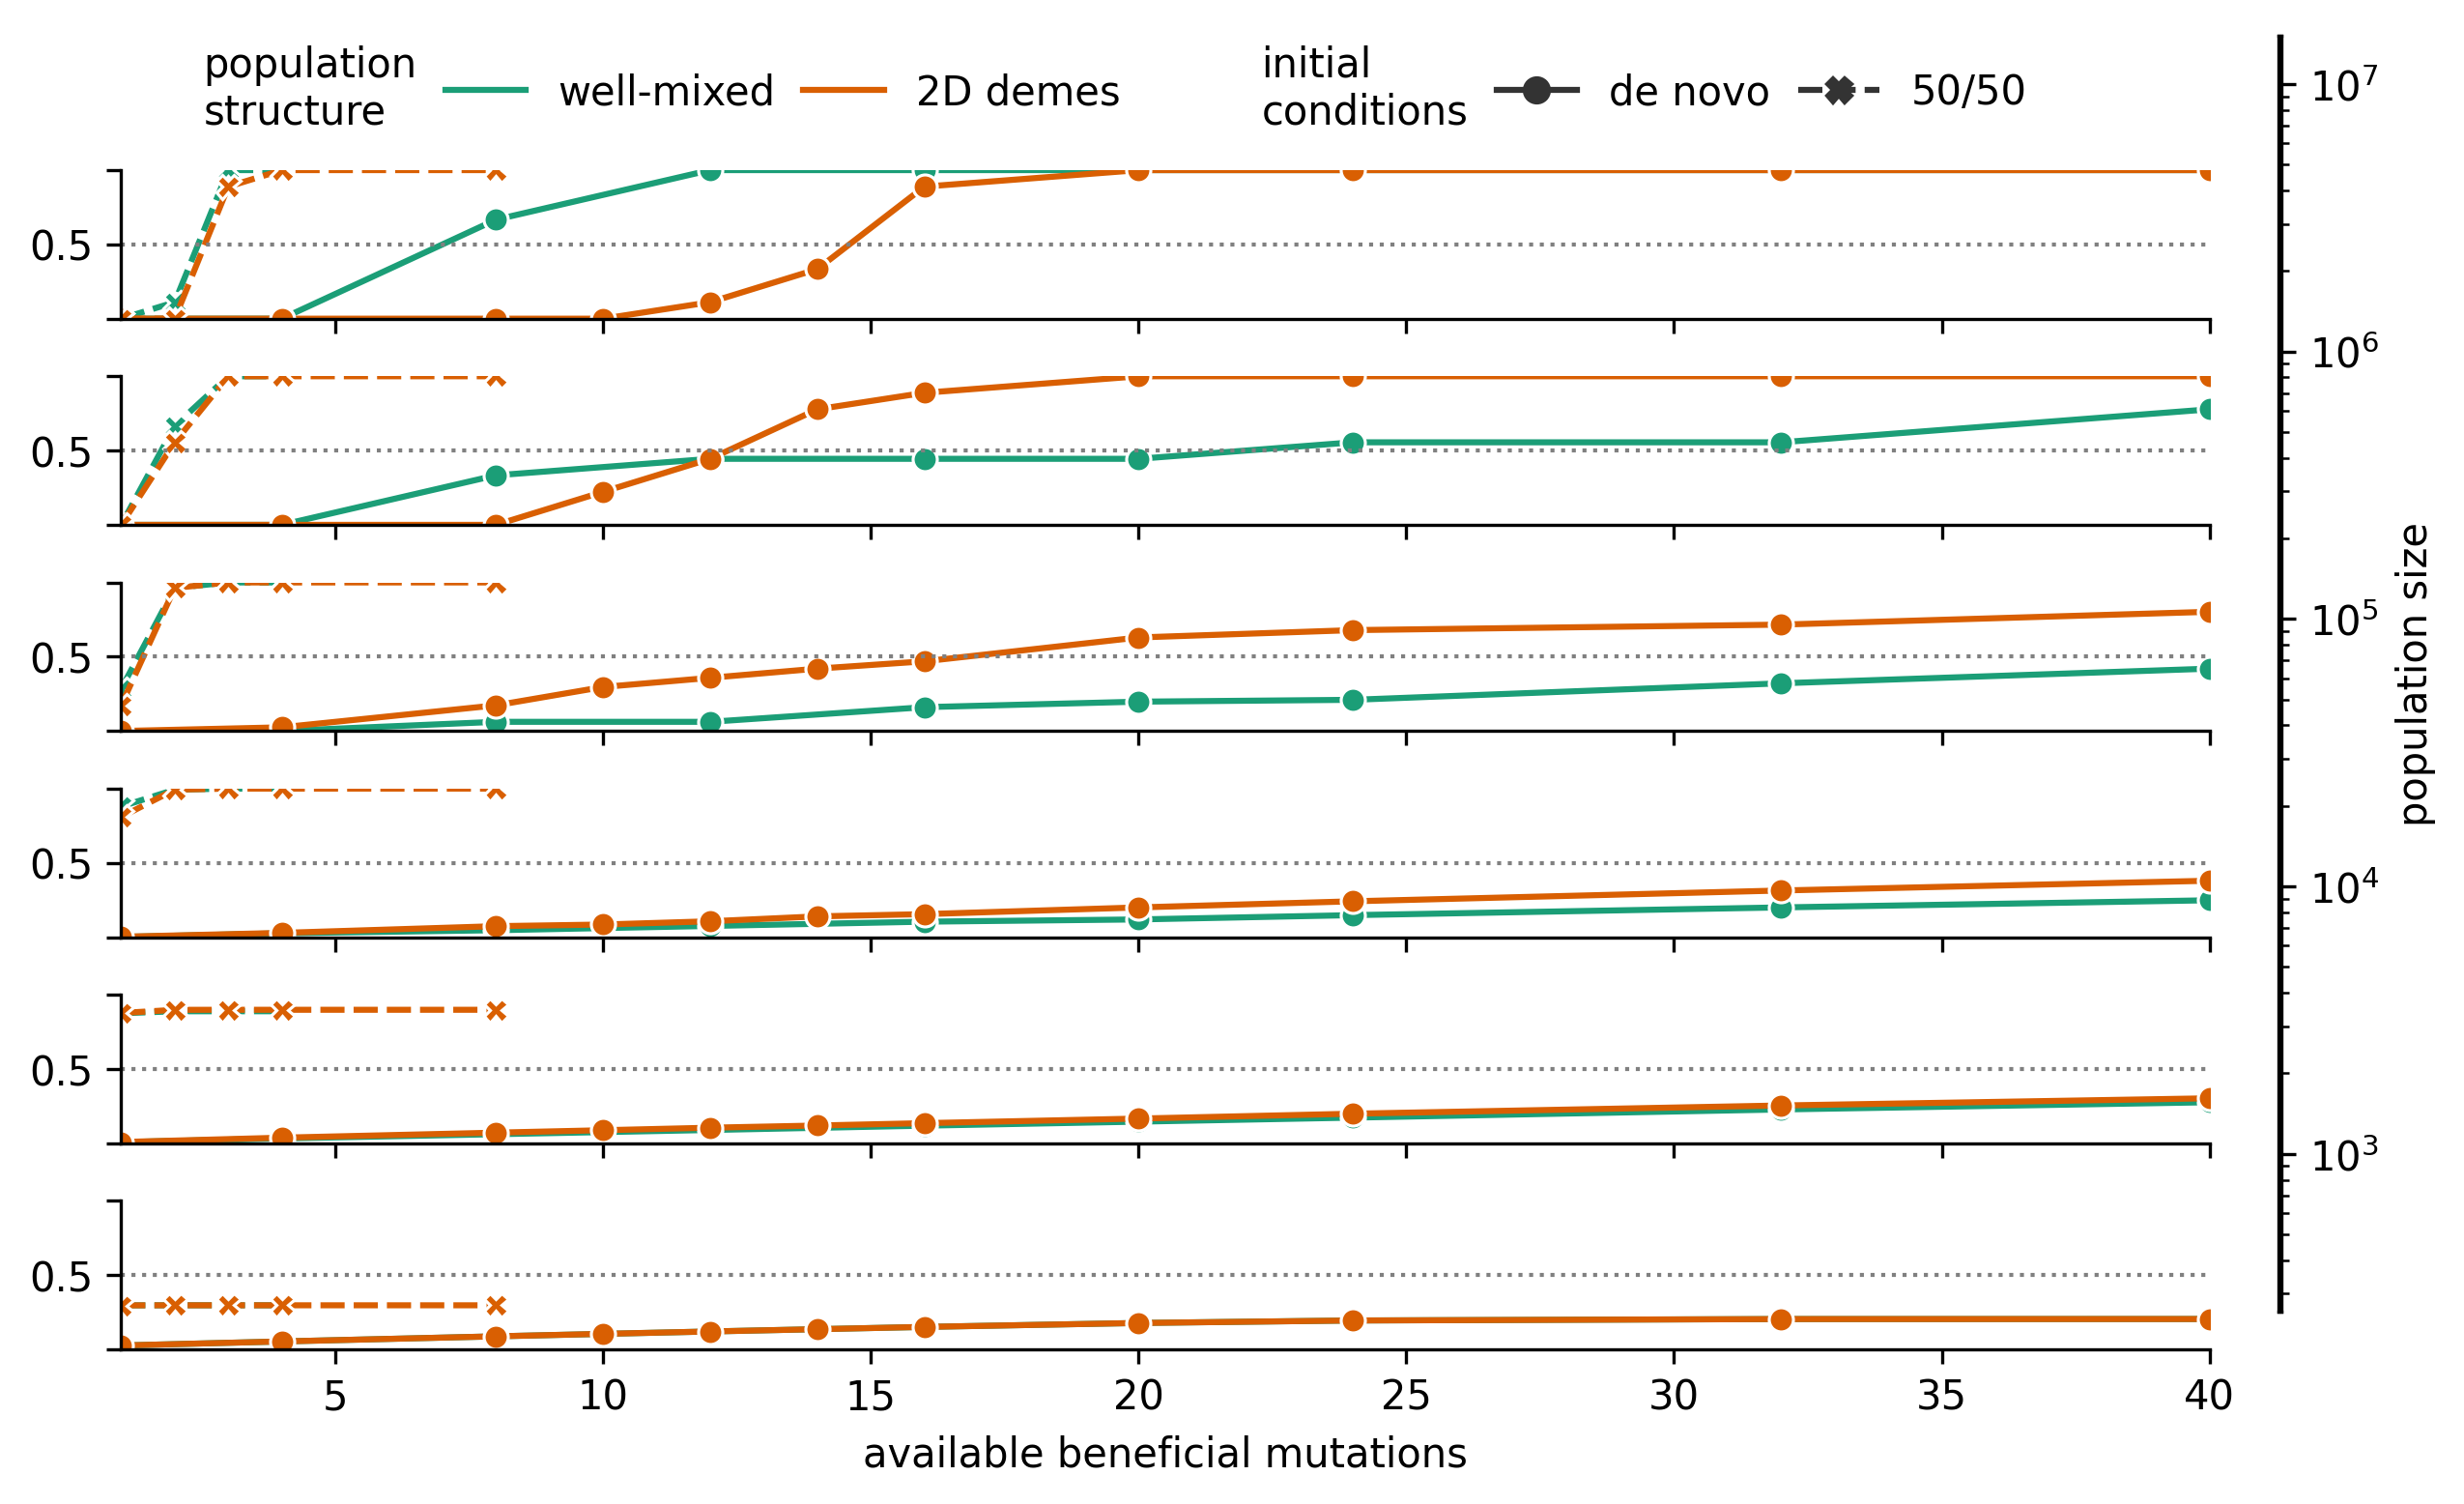 population
structure
well-mixed
2D demes
initial
conditions
de novo
50/50
0.5
0.5
0.5
0.5
0.5
0.5
5 10 15 20 25 30 35 40
available beneficial mutations
10⁷
10⁶
10⁵
10⁴
10³
population size